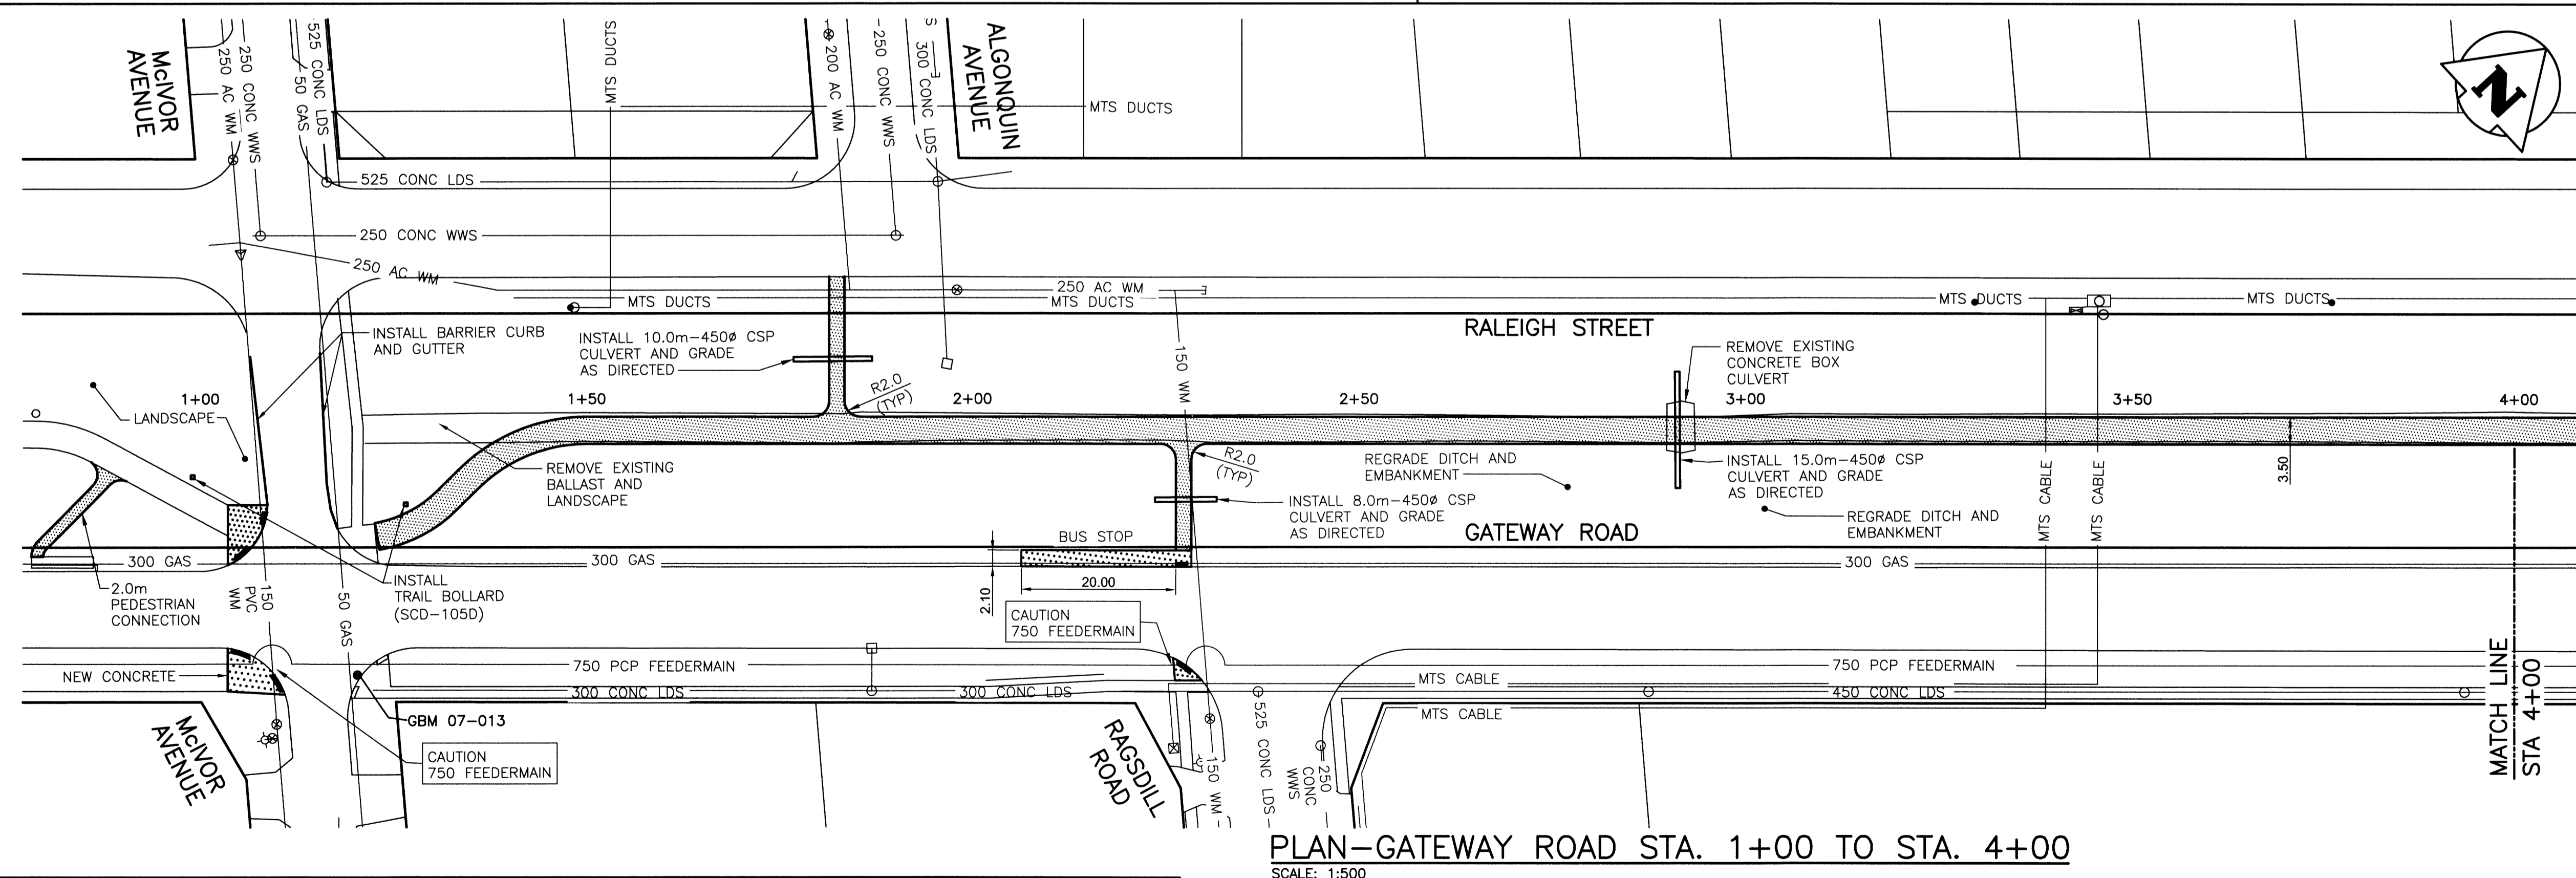 McIVOR
AVENUE
250 AC WM
250 CONC WWS
525 CONC LDS
50 GAS
MTS DUCTS
200 AC WM
250 CONC WWS
300 CONC LDS
ALGONQUIN
AVENUE
MTS DUCTS
N
525 CONC LDS
250 CONC WWS
250 AC WM
MTS DUCTS
250 AC WM
MTS DUCTS
MTS DUCTS
MTS DUCTS
RALEIGH STREET
INSTALL BARRIER CURB
AND GUTTER
INSTALL 10.0m-450ø CSP
CULVERT AND GRADE
AS DIRECTED
150 WM
REMOVE EXISTING
CONCRETE BOX
CULVERT
R2.0
(TYP)
1+00
1+50
2+00
2+50
3+00
3+50
4+00
LANDSCAPE
REMOVE EXISTING
BALLAST AND
LANDSCAPE
R2.0
(TYP)
REGRADE DITCH AND
EMBANKMENT
INSTALL 15.0m-450ø CSP
CULVERT AND GRADE
AS DIRECTED
3.50
MTS CABLE
MTS CABLE
INSTALL 8.0m-450ø CSP
CULVERT AND GRADE
AS DIRECTED
REGRADE DITCH AND
EMBANKMENT
GATEWAY ROAD
BUS STOP
300 GAS
300 GAS
300 GAS
2.0m
PEDESTRIAN
CONNECTION
150
PVC
WM
50 GAS
INSTALL
TRAIL BOLLARD
(SCD-105D)
2.10
20.00
CAUTION
750 FEEDERMAIN
NEW CONCRETE
750 PCP FEEDERMAIN
750 PCP FEEDERMAIN
300 CONC LDS
300 CONC LDS
MTS CABLE
450 CONC LDS
MTS CABLE
GBM 07-013
McIVOR
AVENUE
CAUTION
750 FEEDERMAIN
RAGSDILL
ROAD
150 WM
525 CONC LDS
250
CONC
WWS
MATCH LINE
STA 4+00
PLAN-GATEWAY ROAD STA. 1+00 TO STA. 4+00
SCALE: 1:500